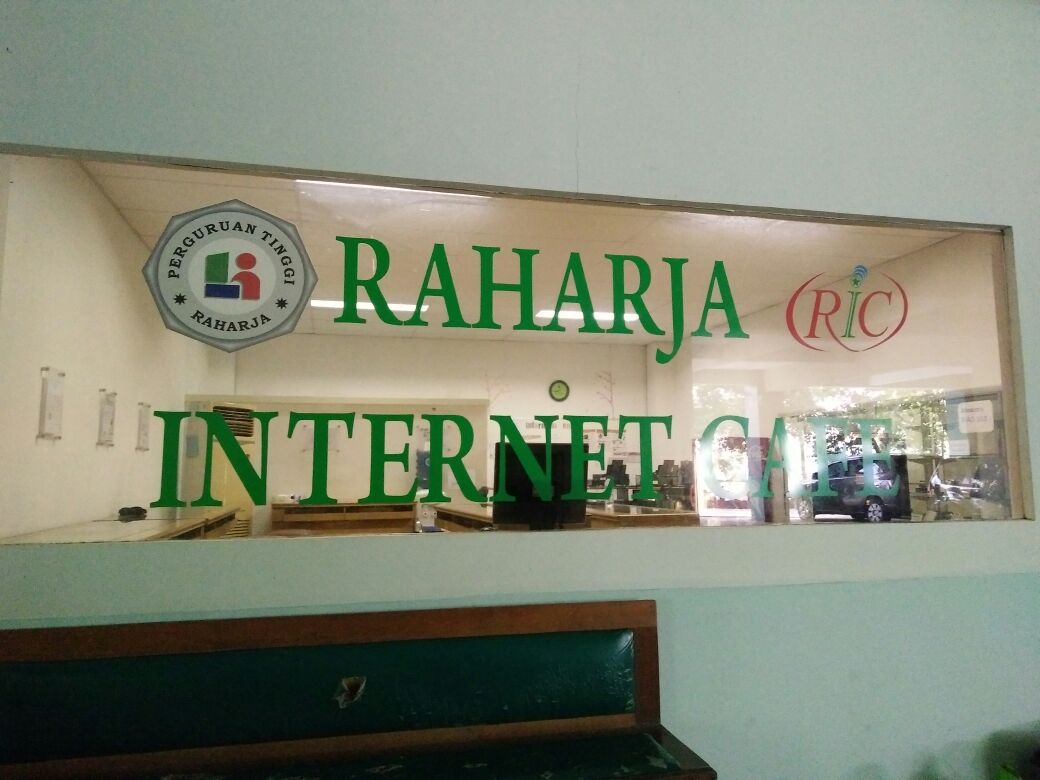 PERGURUAN TINGGI
RAHARJA
RAHARJA
RIC
INTERNET CAFE